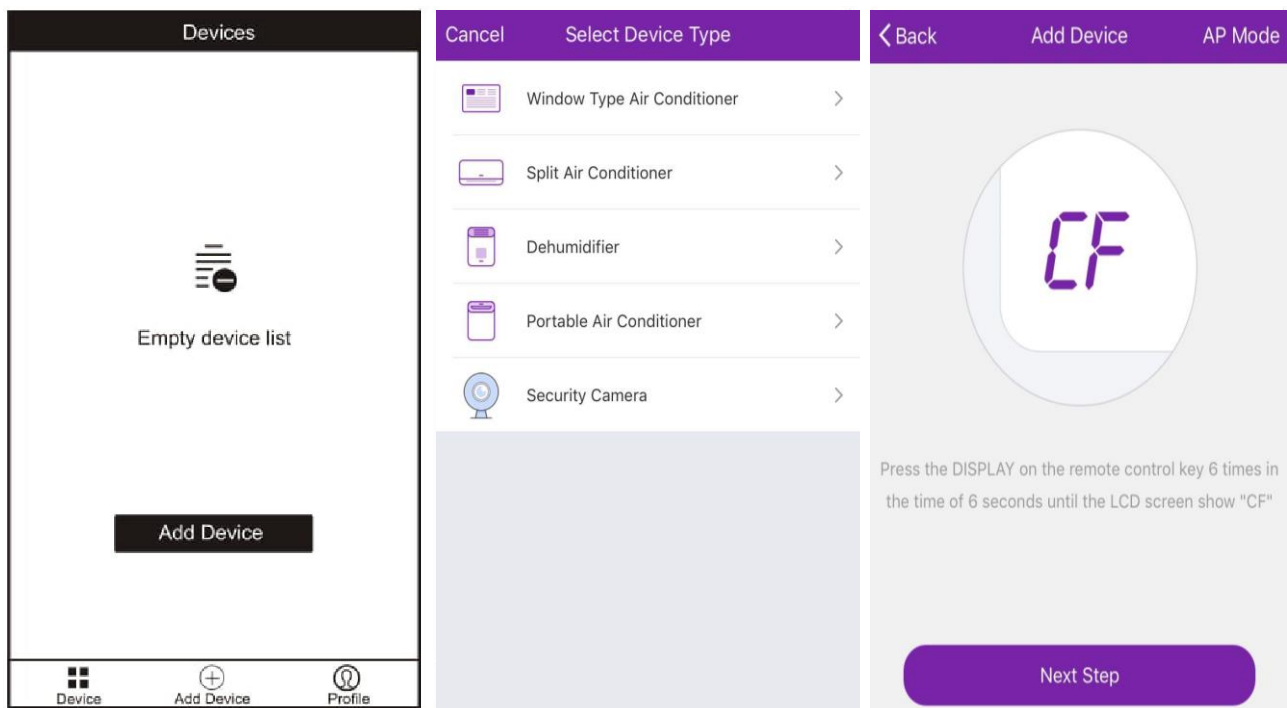 Devices
Empty device list
Add Device
Device
Add Device
Profile
Cancel
Select Device Type
Window Type Air Conditioner
Split Air Conditioner
Dehumidifier
Portable Air Conditioner
Security Camera
Back
Add Device
AP Mode
CF
Press the DISPLAY on the remote control key 6 times in
the time of 6 seconds until the LCD screen show "CF"
Next Step